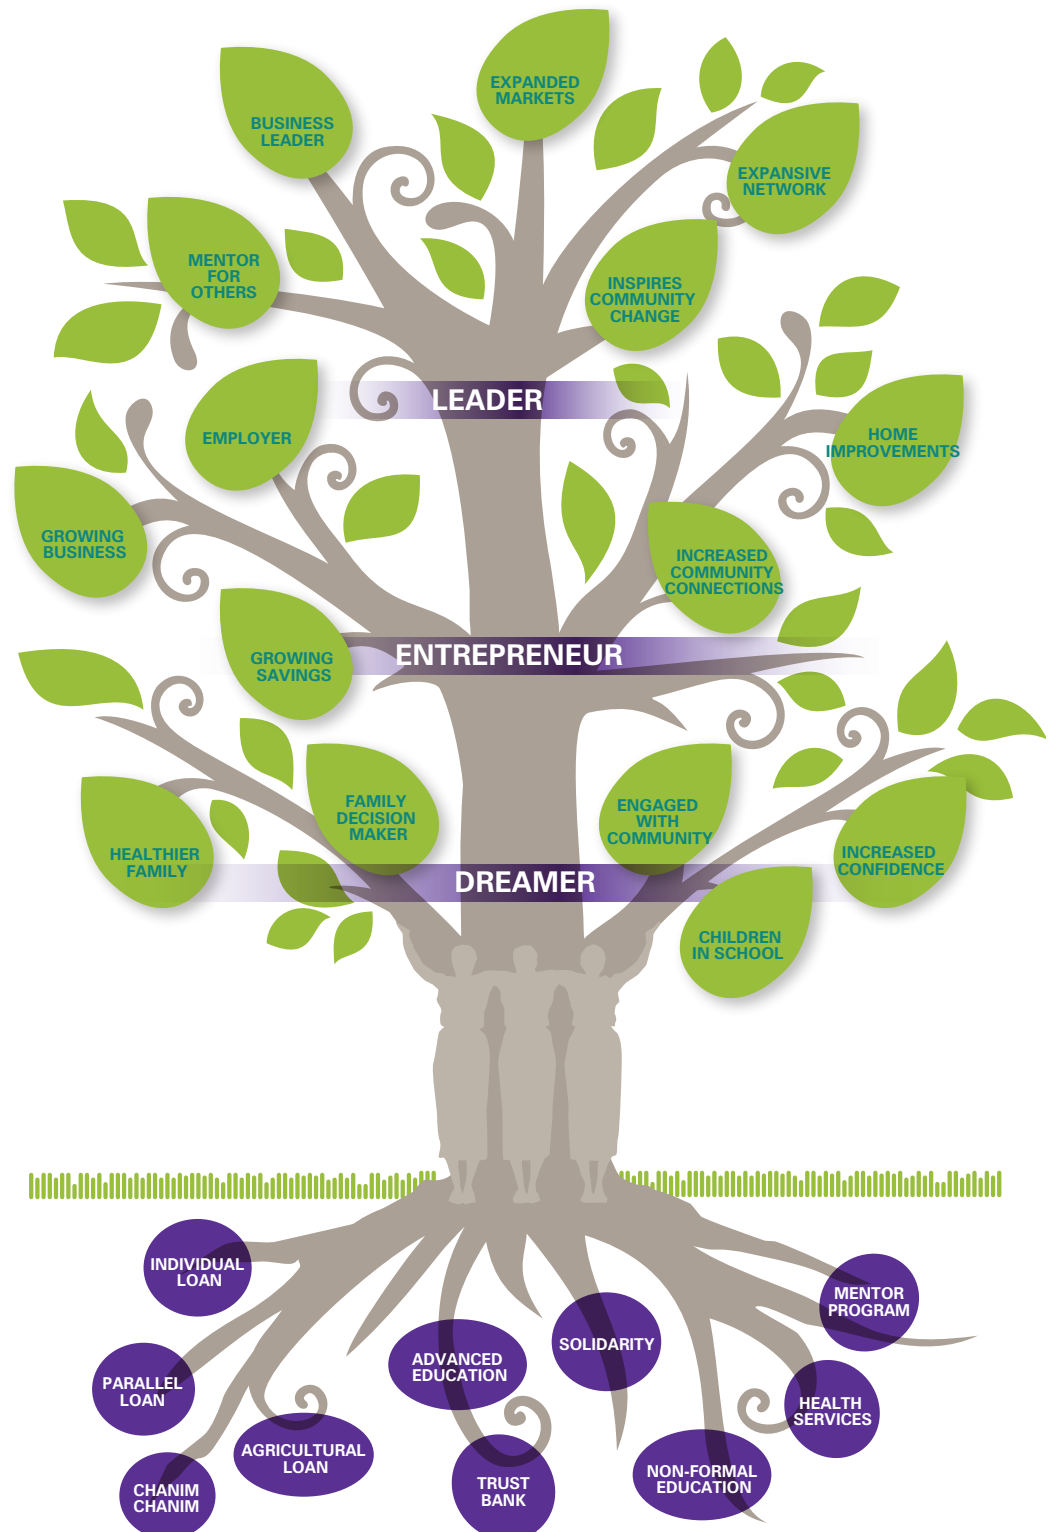 EXPANDED
MARKETS
BUSINESS
LEADER
EXPANSIVE
NETWORK
MENTOR
FOR
OTHERS
INSPIRES
COMMUNITY
CHANGE
LEADER
EMPLOYER
HOME
IMPROVEMENTS
GROWING
BUSINESS
INCREASED
COMMUNITY
CONNECTIONS
ENTREPRENEUR
GROWING
SAVINGS
FAMILY
DECISION
MAKER
ENGAGED
WITH
COMMUNITY
HEALTHIER
FAMILY
INCREASED
CONFIDENCE
DREAMER
CHILDREN
IN SCHOOL
INDIVIDUAL
LOAN
MENTOR
PROGRAM
SOLIDARITY
ADVANCED
EDUCATION
PARALLEL
LOAN
HEALTH
SERVICES
AGRICULTURAL
LOAN
NON-FORMAL
EDUCATION
TRUST
BANK
CHANIM
CHANIM